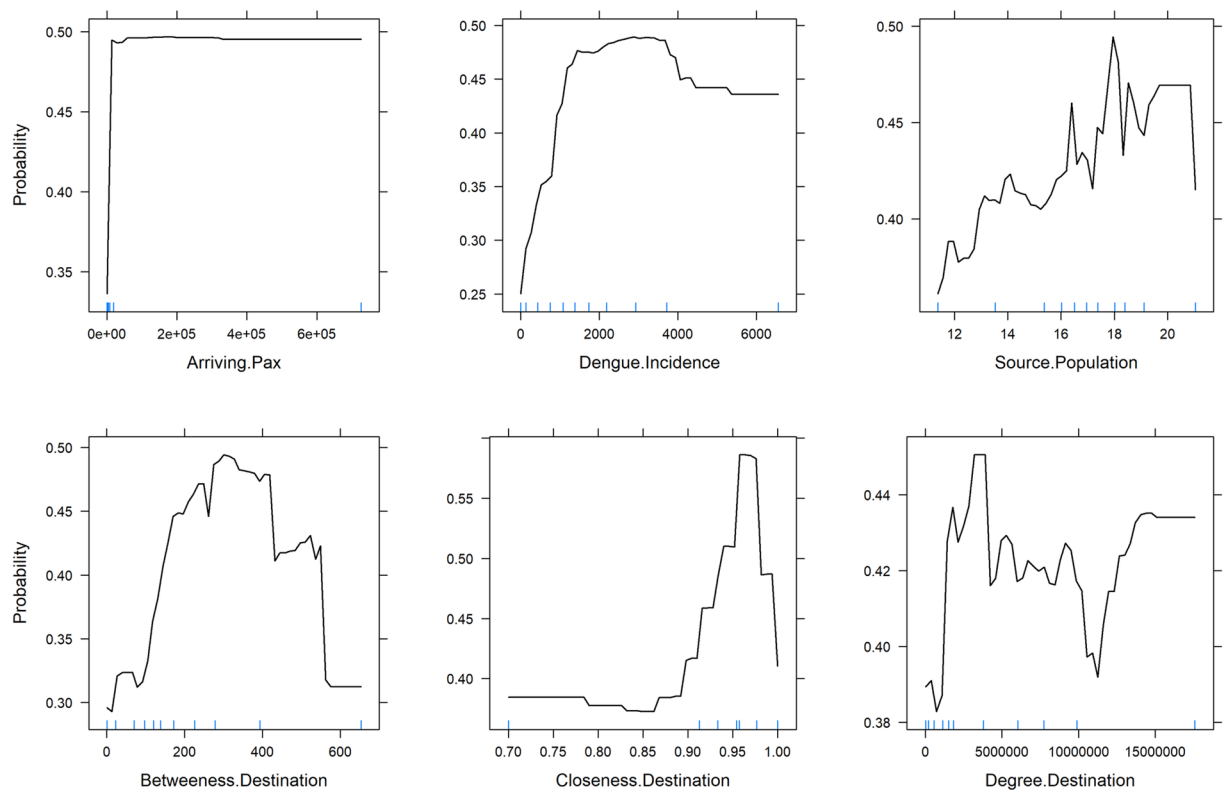 0.50
0.45
0.40
0.35
Probability
0e+00 2e+05 4e+05 6e+05
Arriving.Pax
0.50
0.45
0.40
0.35
0.30
0.25
0 2000 4000 6000
Dengue.Incidence
0.50
0.45
0.40
12 14 16 18 20
Source.Population
0.50
0.45
0.40
0.35
0.30
Probability
0 200 400 600
Betweeness.Destination
0.55
0.50
0.45
0.40
0.70 0.75 0.80 0.85 0.90 0.95 1.00
Closeness.Destination
0.44
0.42
0.40
0.38
0 5000000 10000000 15000000
Degree.Destination